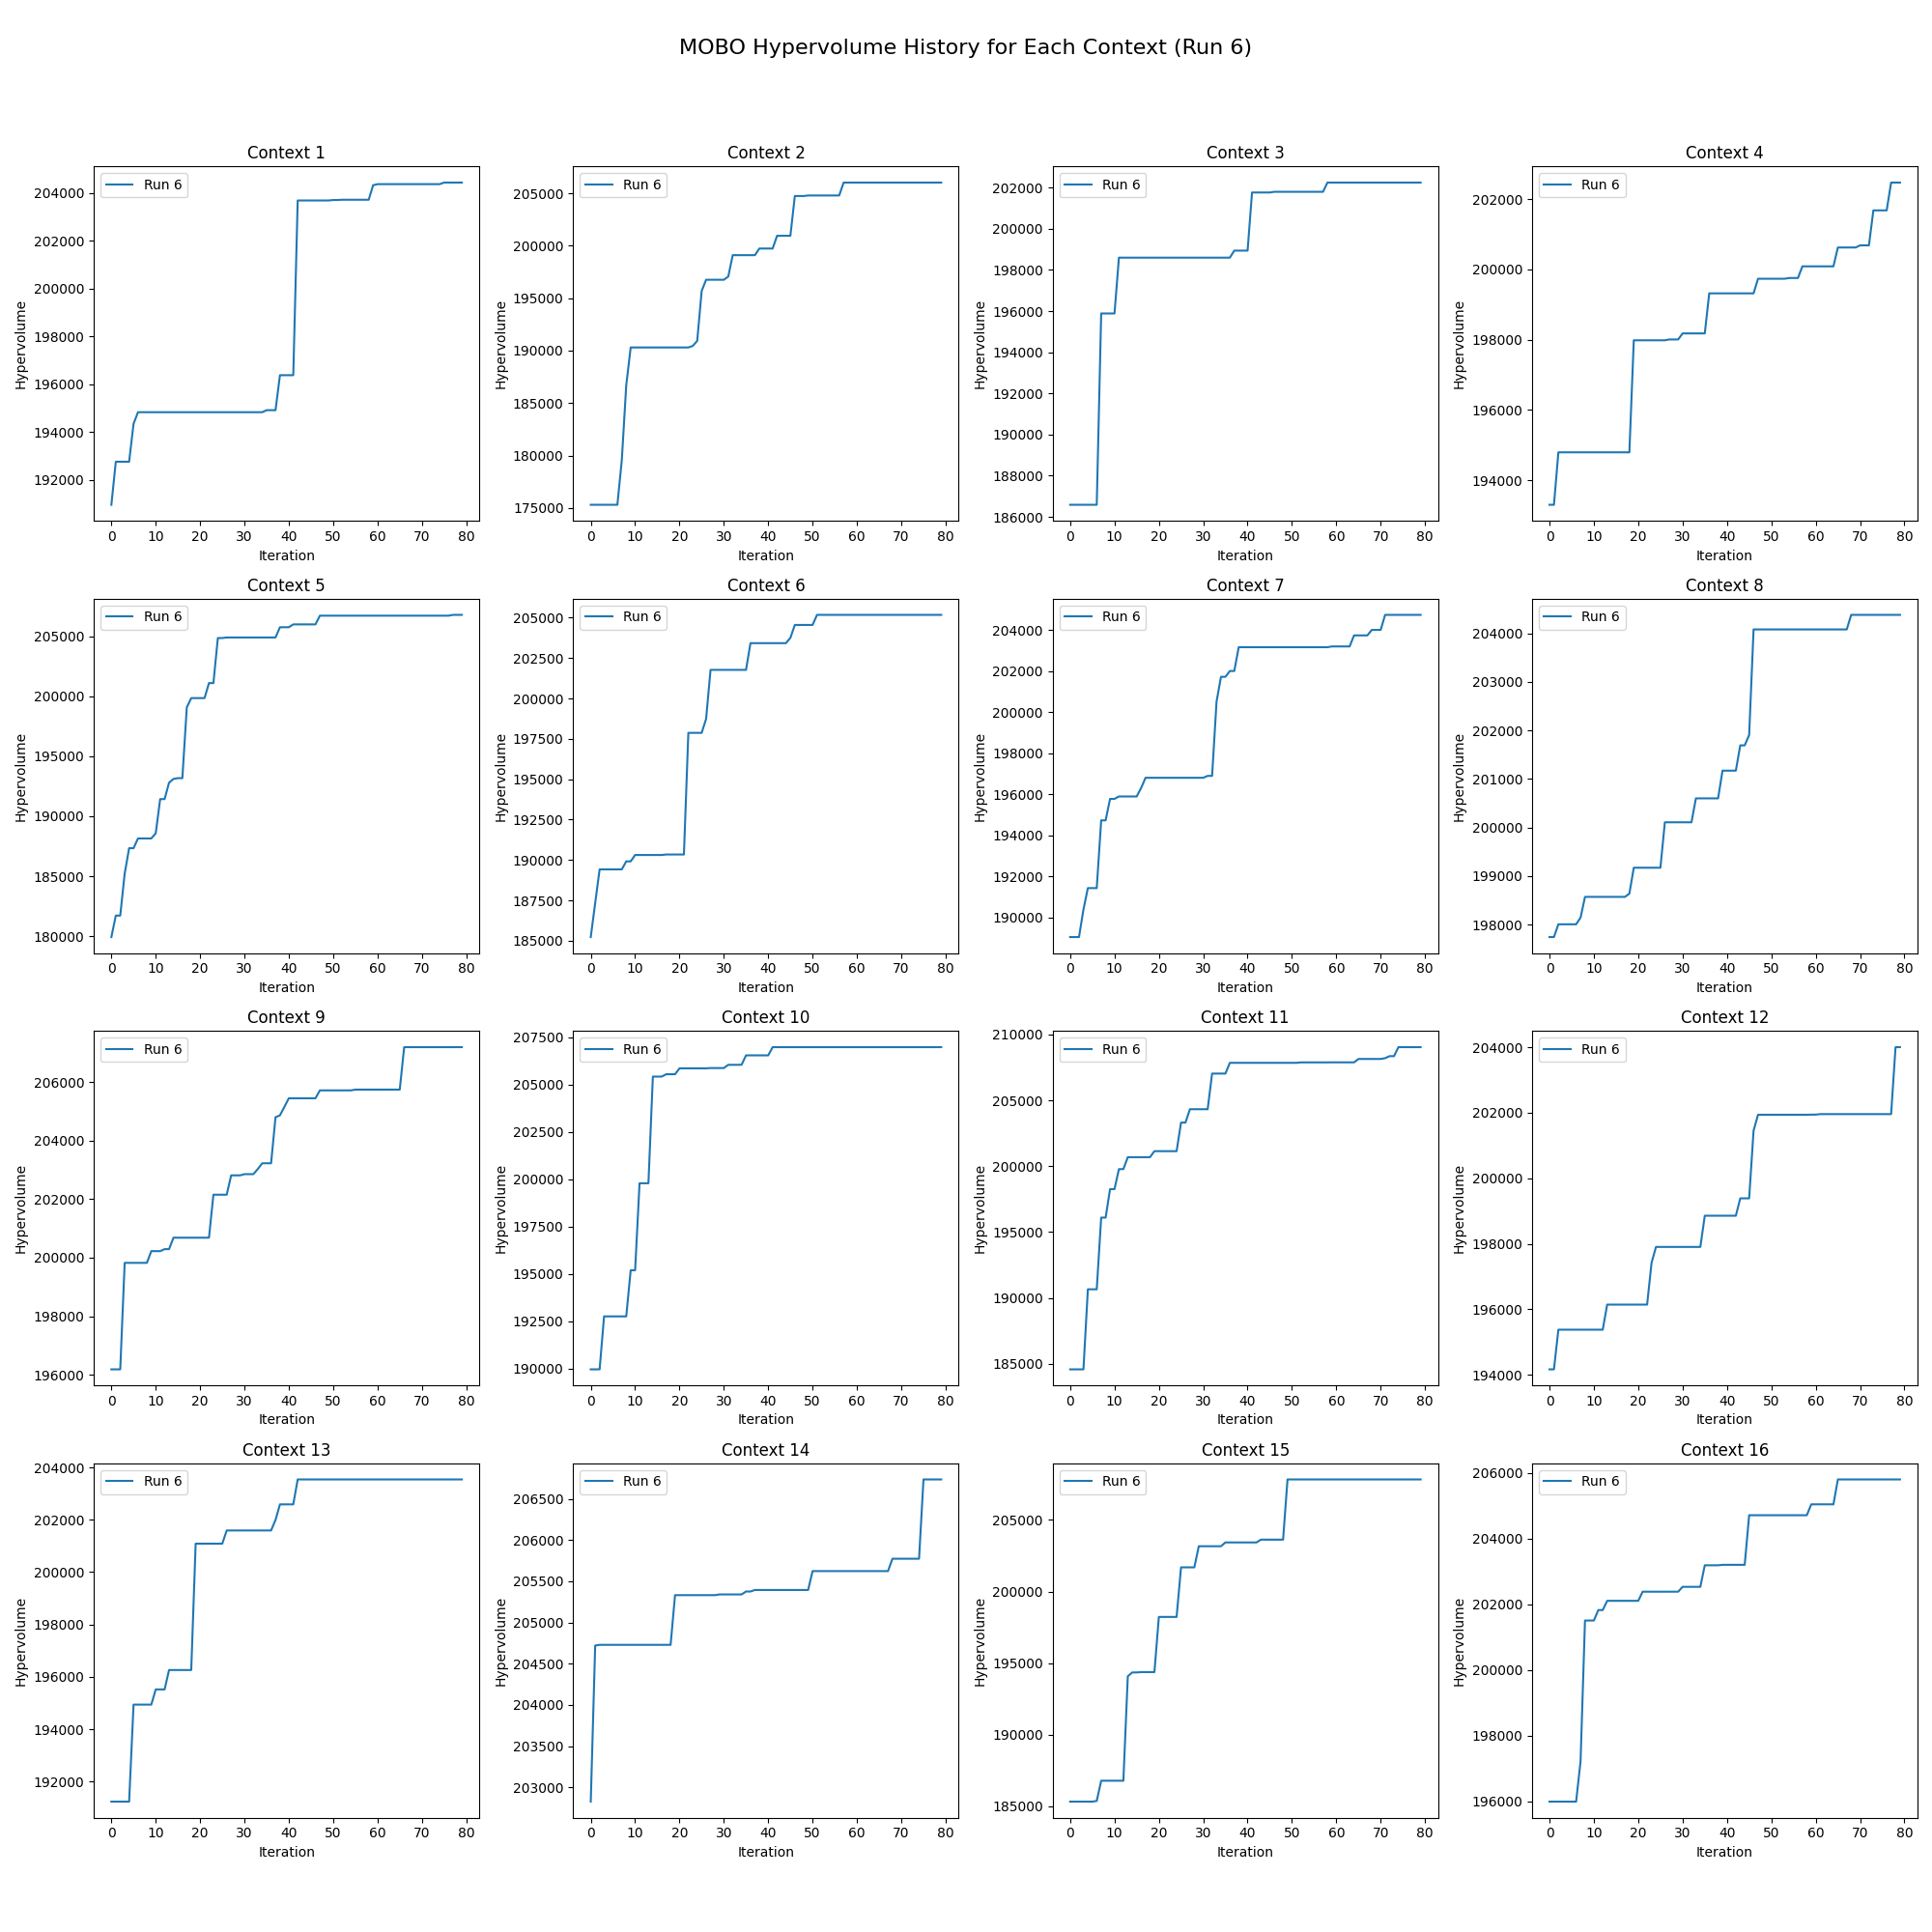 MOBO Hypervolume History for Each Context (Run 6)
Context 1
Run 6
204000
202000
200000
198000
196000
194000
192000
Hypervolume
0 10 20 30 40 50 60 70 80
Iteration
Context 2
Run 6
205000
200000
195000
190000
185000
180000
175000
Hypervolume
0 10 20 30 40 50 60 70 80
Iteration
Context 3
Run 6
202000
200000
198000
196000
194000
192000
190000
188000
186000
Hypervolume
0 10 20 30 40 50 60 70 80
Iteration
Context 4
Run 6
202000
200000
198000
196000
194000
Hypervolume
0 10 20 30 40 50 60 70 80
Iteration
Context 5
Run 6
205000
200000
195000
190000
185000
180000
Hypervolume
0 10 20 30 40 50 60 70 80
Iteration
Context 6
Run 6
205000
202500
200000
197500
195000
192500
190000
187500
185000
Hypervolume
0 10 20 30 40 50 60 70 80
Iteration
Context 7
Run 6
204000
202000
200000
198000
196000
194000
192000
190000
Hypervolume
0 10 20 30 40 50 60 70 80
Iteration
Context 8
Run 6
204000
203000
202000
201000
200000
199000
198000
Hypervolume
0 10 20 30 40 50 60 70 80
Iteration
Context 9
Run 6
206000
204000
202000
200000
198000
196000
Hypervolume
0 10 20 30 40 50 60 70 80
Iteration
Context 10
Run 6
207500
205000
202500
200000
197500
195000
192500
190000
Hypervolume
0 10 20 30 40 50 60 70 80
Iteration
Context 11
Run 6
210000
205000
200000
195000
190000
185000
Hypervolume
0 10 20 30 40 50 60 70 80
Iteration
Context 12
Run 6
204000
202000
200000
198000
196000
194000
Hypervolume
0 10 20 30 40 50 60 70 80
Iteration
Context 13
Run 6
204000
202000
200000
198000
196000
194000
192000
Hypervolume
0 10 20 30 40 50 60 70 80
Iteration
Context 14
Run 6
206500
206000
205500
205000
204500
204000
203500
203000
Hypervolume
0 10 20 30 40 50 60 70 80
Iteration
Context 15
Run 6
205000
200000
195000
190000
185000
Hypervolume
0 10 20 30 40 50 60 70 80
Iteration
Context 16
Run 6
206000
204000
202000
200000
198000
196000
Hypervolume
0 10 20 30 40 50 60 70 80
Iteration